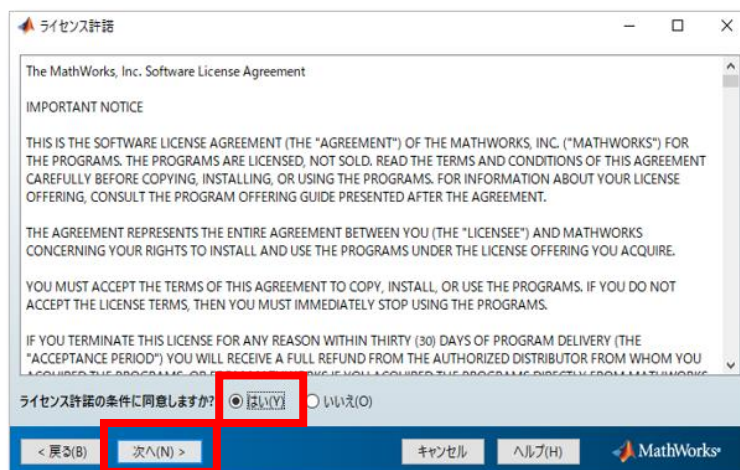 ライセンス許諾
The MathWorks, Inc. Software License Agreement
IMPORTANT NOTICE
THIS IS THE SOFTWARE LICENSE AGREEMENT (THE "AGREEMENT") OF THE MATHWORKS, INC. ("MATHWORKS") FOR
THE PROGRAMS. THE PROGRAMS ARE LICENSED, NOT SOLD. READ THE TERMS AND CONDITIONS OF THIS AGREEMENT
CAREFULLY BEFORE COPYING, INSTALLING, OR USING THE PROGRAMS. FOR INFORMATION ABOUT YOUR LICENSE
OFFERING, CONSULT THE PROGRAM OFFERING GUIDE PRESENTED AFTER THE AGREEMENT.
THE AGREEMENT REPRESENTS THE ENTIRE AGREEMENT BETWEEN YOU (THE "LICENSEE") AND MATHWORKS
CONCERNING YOUR RIGHTS TO INSTALL AND USE THE PROGRAMS UNDER THE LICENSE OFFERING YOU ACQUIRE.
YOU MUST ACCEPT THE TERMS OF THIS AGREEMENT TO COPY, INSTALL, OR USE THE PROGRAMS. IF YOU DO NOT
ACCEPT THE LICENSE TERMS, THEN YOU MUST IMMEDIATELY STOP USING THE PROGRAMS.
IF YOU TERMINATE THIS LICENSE FOR ANY REASON WITHIN THIRTY (30) DAYS OF PROGRAM DELIVERY (THE
"ACCEPTANCE PERIOD") YOU WILL RECEIVE A FULL REFUND FROM THE AUTHORIZED DISTRIBUTOR FROM WHOM YOU
ライセンス許諾の条件に同意しますか? はい(Y) いいえ(O)
< 戻る(B) 次へ(N) > キャンセル ヘルプ(H) MathWorks®